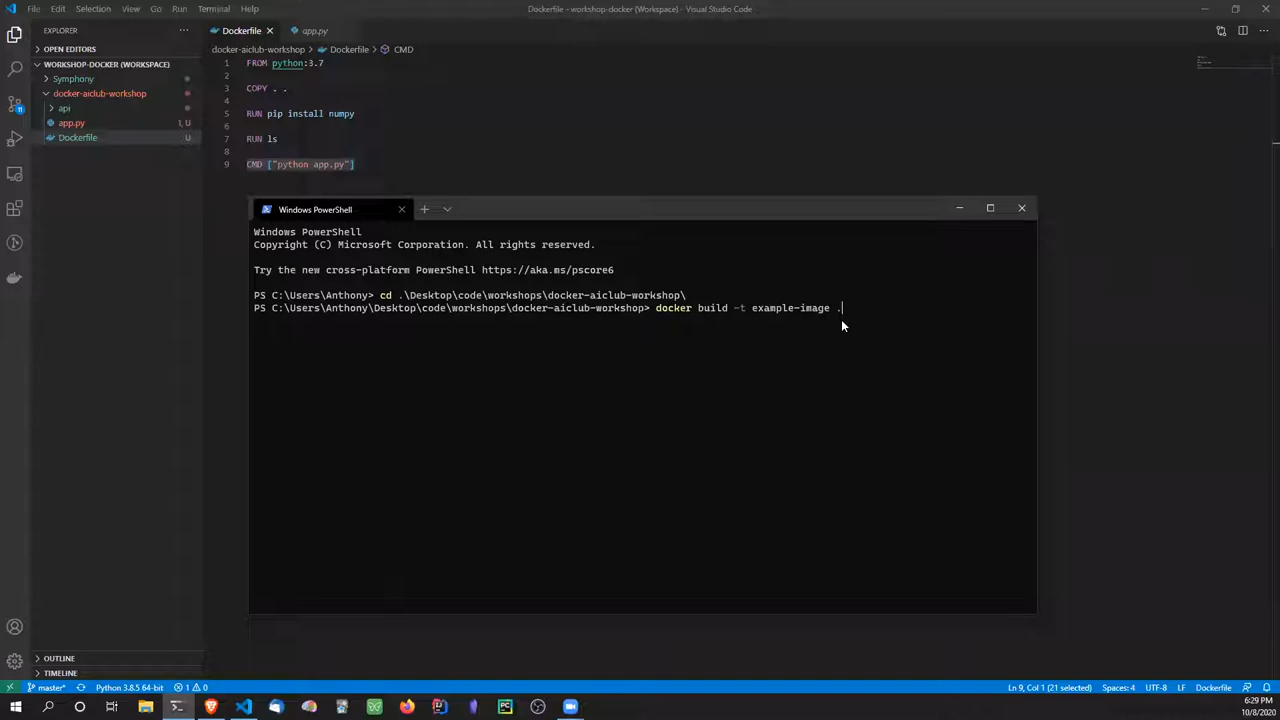 File Edit Selection View Go Run Terminal Help
Dockerfile - workshop-docker (Workspace) - Visual Studio Code
EXPLORER
OPEN EDITORS
WORKSHOP-DOCKER (WORKSPACE)
Symphony
docker-aiclub-workshop
api
app.py 1, U
Dockerfile U
OUTLINE
TIMELINE
11
Dockerfile app.py
docker-aiclub-workshop > Dockerfile > CMD
1 FROM python:3.7
2
3 COPY . .
4
5 RUN pip install numpy
6
7 RUN ls
8
9 CMD ["python app.py"]
Windows PowerShell
Windows PowerShell
Copyright (C) Microsoft Corporation. All rights reserved.
Try the new cross-platform PowerShell https://aka.ms/pscore6
PS C:\Users\Anthony> cd .\Desktop\code\workshops\docker-aiclub-workshop\
PS C:\Users\Anthony\Desktop\code\workshops\docker-aiclub-workshop> docker build -t example-image .
master* Python 3.8.5 64-bit 1 0
Ln 9, Col 1 (21 selected) Spaces: 4 UTF-8 LF Dockerfile
6:29 PM
10/8/2020